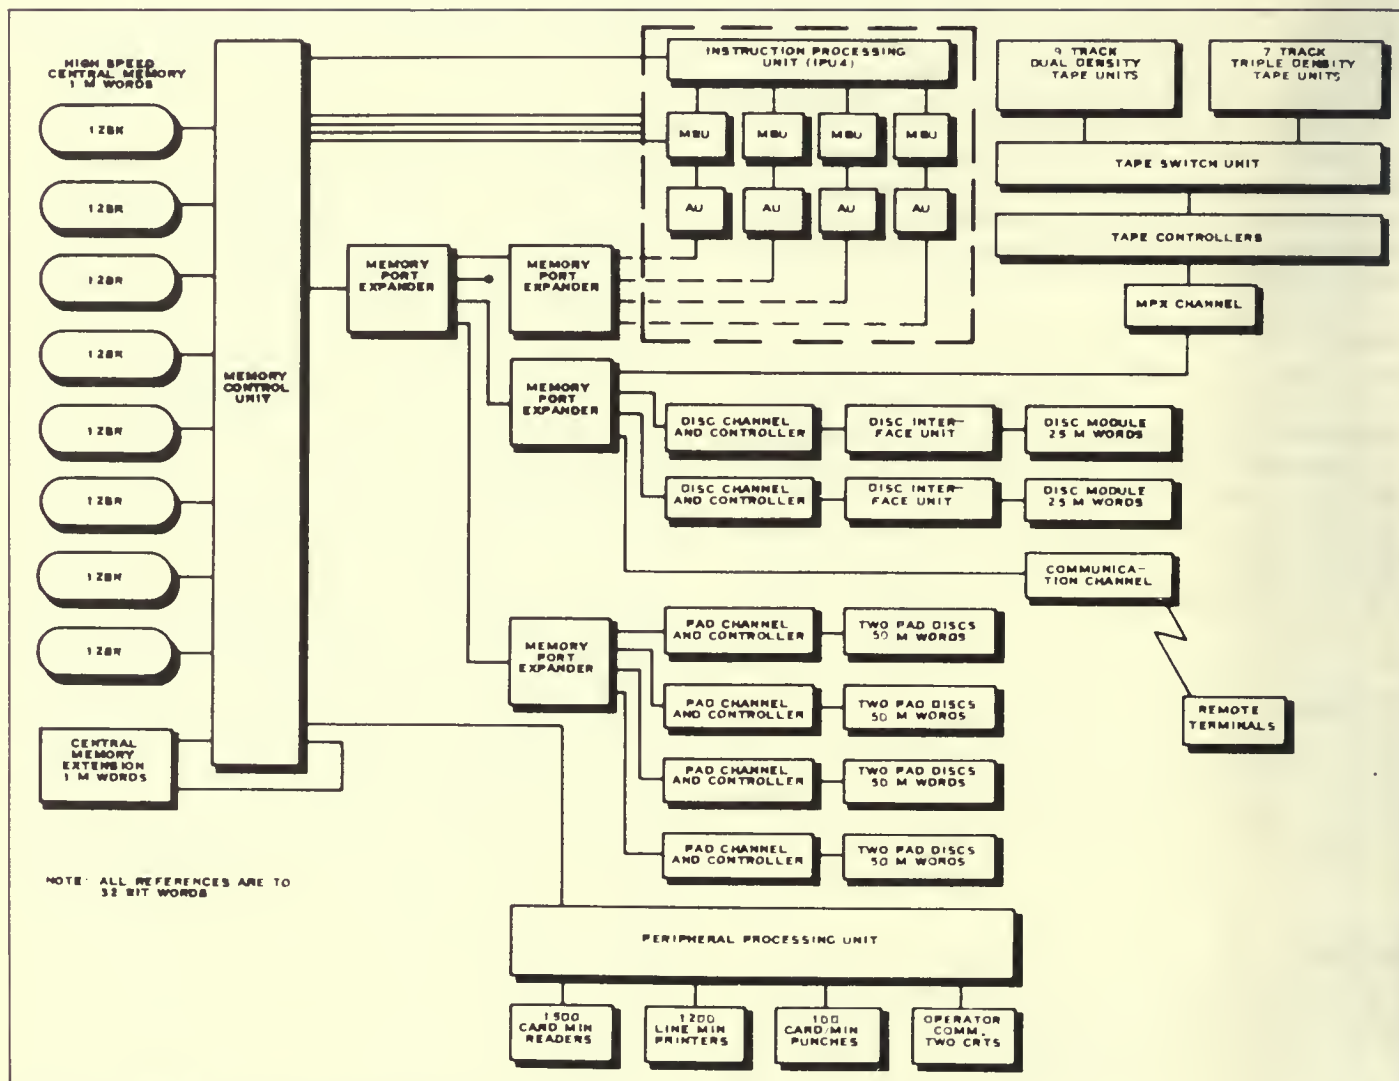 HIGH SPEED
CENTRAL MEMORY
1 M WORDS
128K
128K
128K
128K
128K
128K
128K
128K
CENTRAL
MEMORY
EXTENSION
1 M WORDS
NOTE: ALL REFERENCES ARE TO
32 BIT WORDS
MEMORY
CONTROL
UNIT
MEMORY
PORT
EXPANDER
MEMORY
PORT
EXPANDER
MEMORY
PORT
EXPANDER
MEMORY
PORT
EXPANDER
INSTRUCTION PROCESSING
UNIT (IPU4)
MBU
MBU
MBU
MBU
AU
AU
AU
AU
9 TRACK
DUAL DENSITY
TAPE UNITS
7 TRACK
TRIPLE DENSITY
TAPE UNITS
TAPE SWITCH UNIT
TAPE CONTROLLERS
MPX CHANNEL
DISC CHANNEL
AND CONTROLLER
DISC INTER-
FACE UNIT
DISC MODULE
25 M WORDS
DISC CHANNEL
AND CONTROLLER
DISC INTER-
FACE UNIT
DISC MODULE
25 M WORDS
COMMUNICA-
TION CHANNEL
REMOTE
TERMINALS
PAD CHANNEL
AND CONTROLLER
TWO PAD DISCS
50 M WORDS
PAD CHANNEL
AND CONTROLLER
TWO PAD DISCS
50 M WORDS
PAD CHANNEL
AND CONTROLLER
TWO PAD DISCS
50 M WORDS
PAD CHANNEL
AND CONTROLLER
TWO PAD DISCS
50 M WORDS
PERIPHERAL PROCESSING UNIT
1500
CARD MIN
READERS
1200
LINE MIN
PRINTERS
100
CARD/MIN
PUNCHES
OPERATOR
COMM.
TWO CRTS